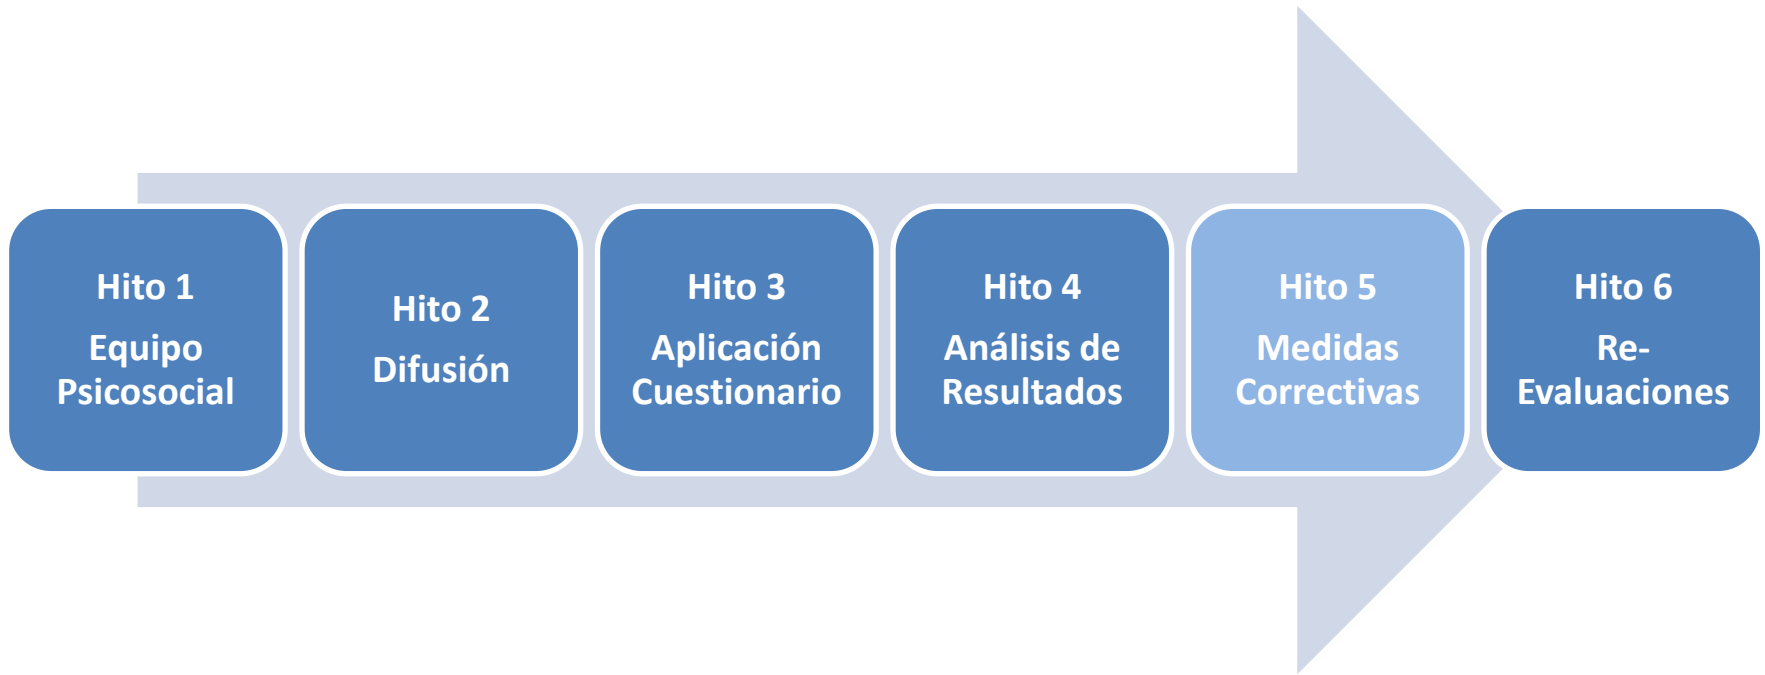 Hito 1
Equipo
Psicosocial
Hito 2
Difusión
Hito 3
Aplicación
Cuestionario
Hito 4
Análisis de
Resultados
Hito 5
Medidas
Correctivas
Hito 6
Re-
Evaluaciones